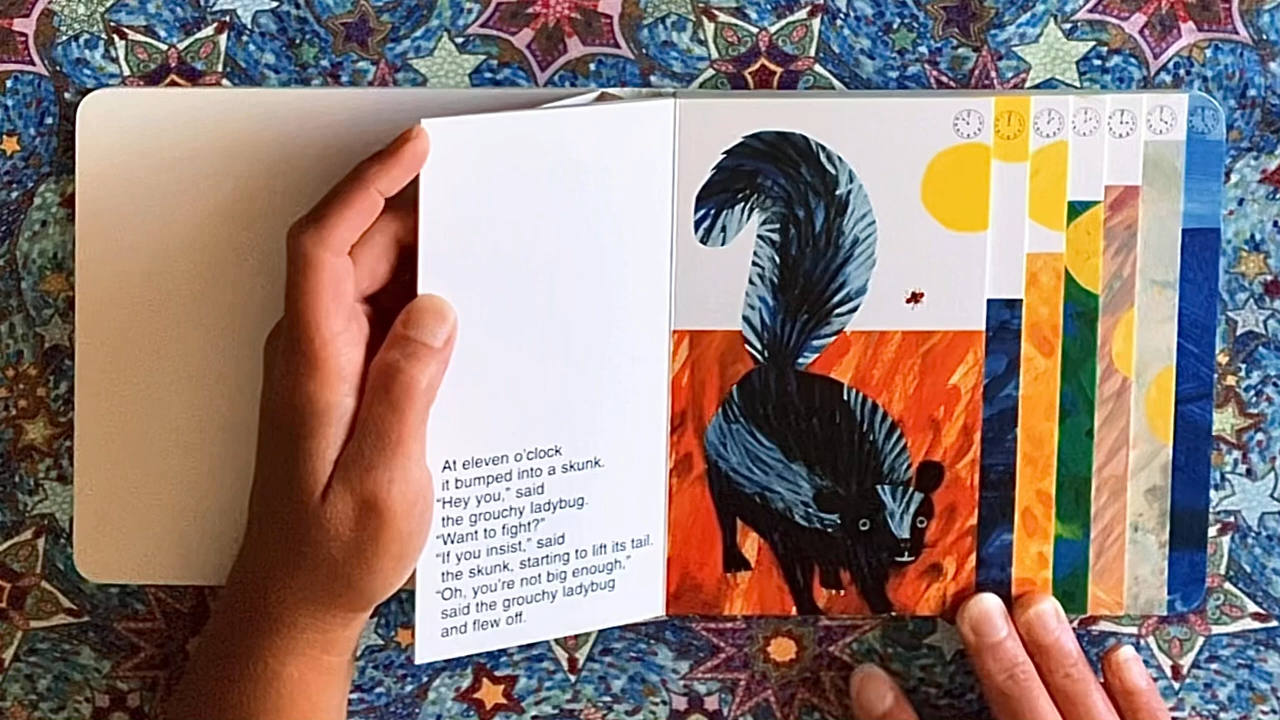 At eleven o'clock
it bumped into a skunk.
“Hey you,” said
the grouchy ladybug.
“Want to fight?”
“If you insist,” said
the skunk, starting to lift its tail.
“Oh, you're not big enough,”
said the grouchy ladybug
and flew off.